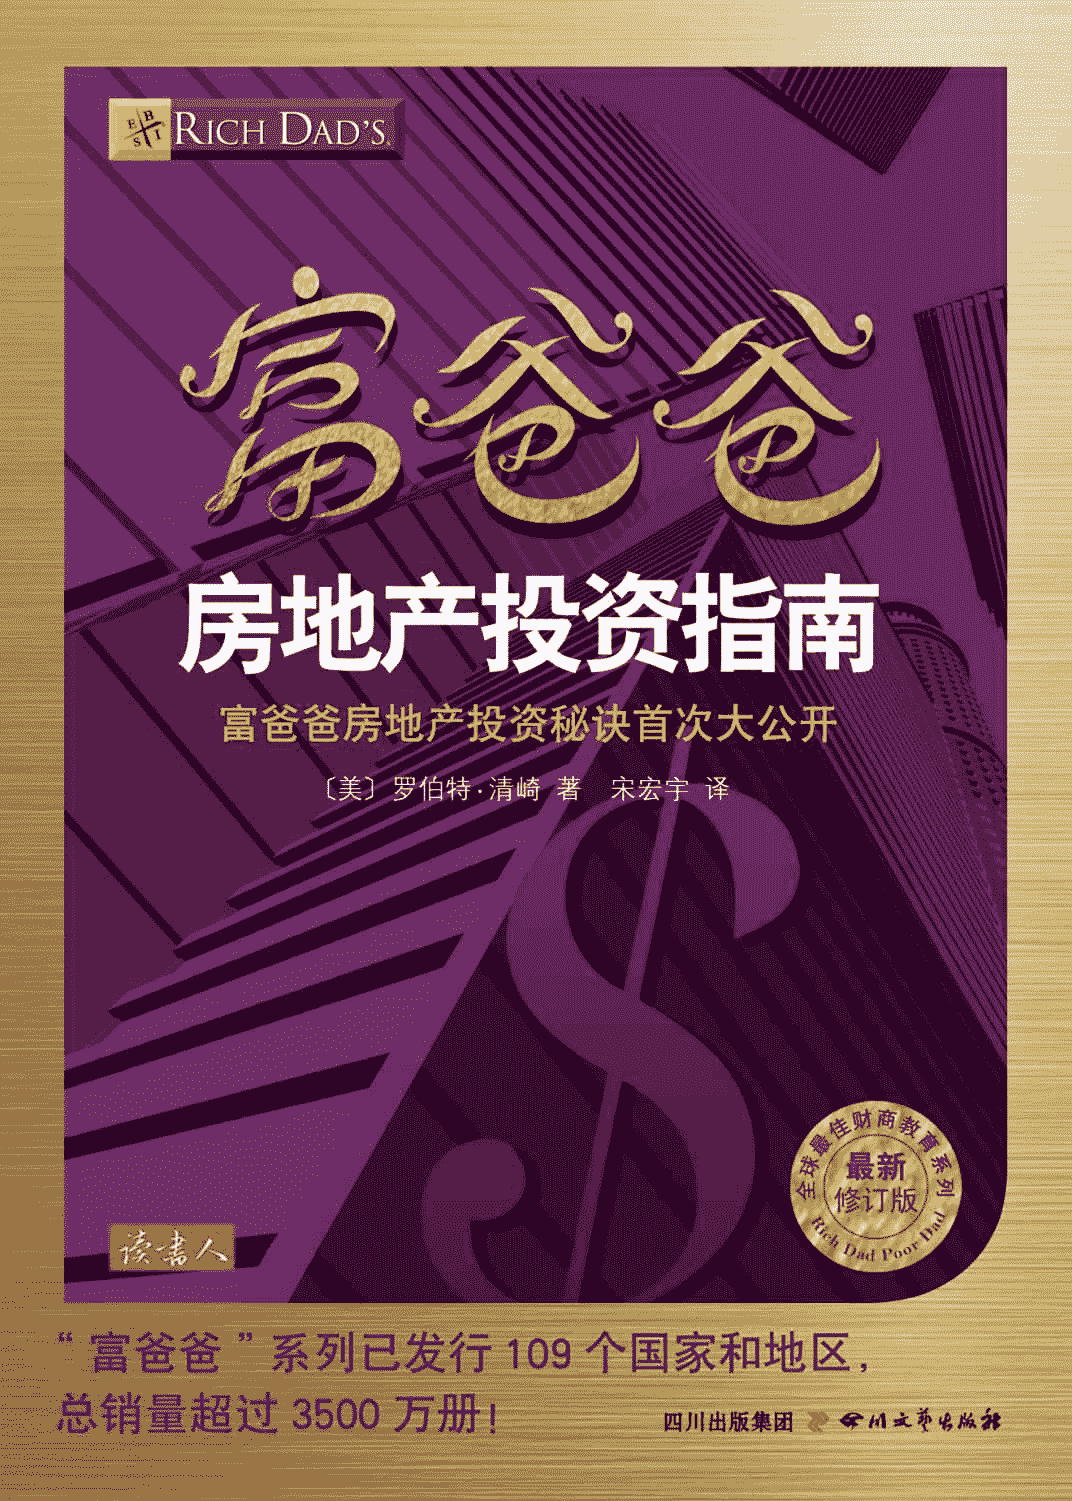 E B I S
RICH DAD'S
富爸爸
房地产投资指南
富爸爸房地产投资秘诀首次大公开
〔美〕罗伯特·清崎 著 宋宏宇 译
全球最佳财商教育系列
最新
修订版
Rich Dad Poor Dad
读书人
“富爸爸”系列已发行109个国家和地区，
总销量超过3500万册！
四川出版集团 四川文艺出版社